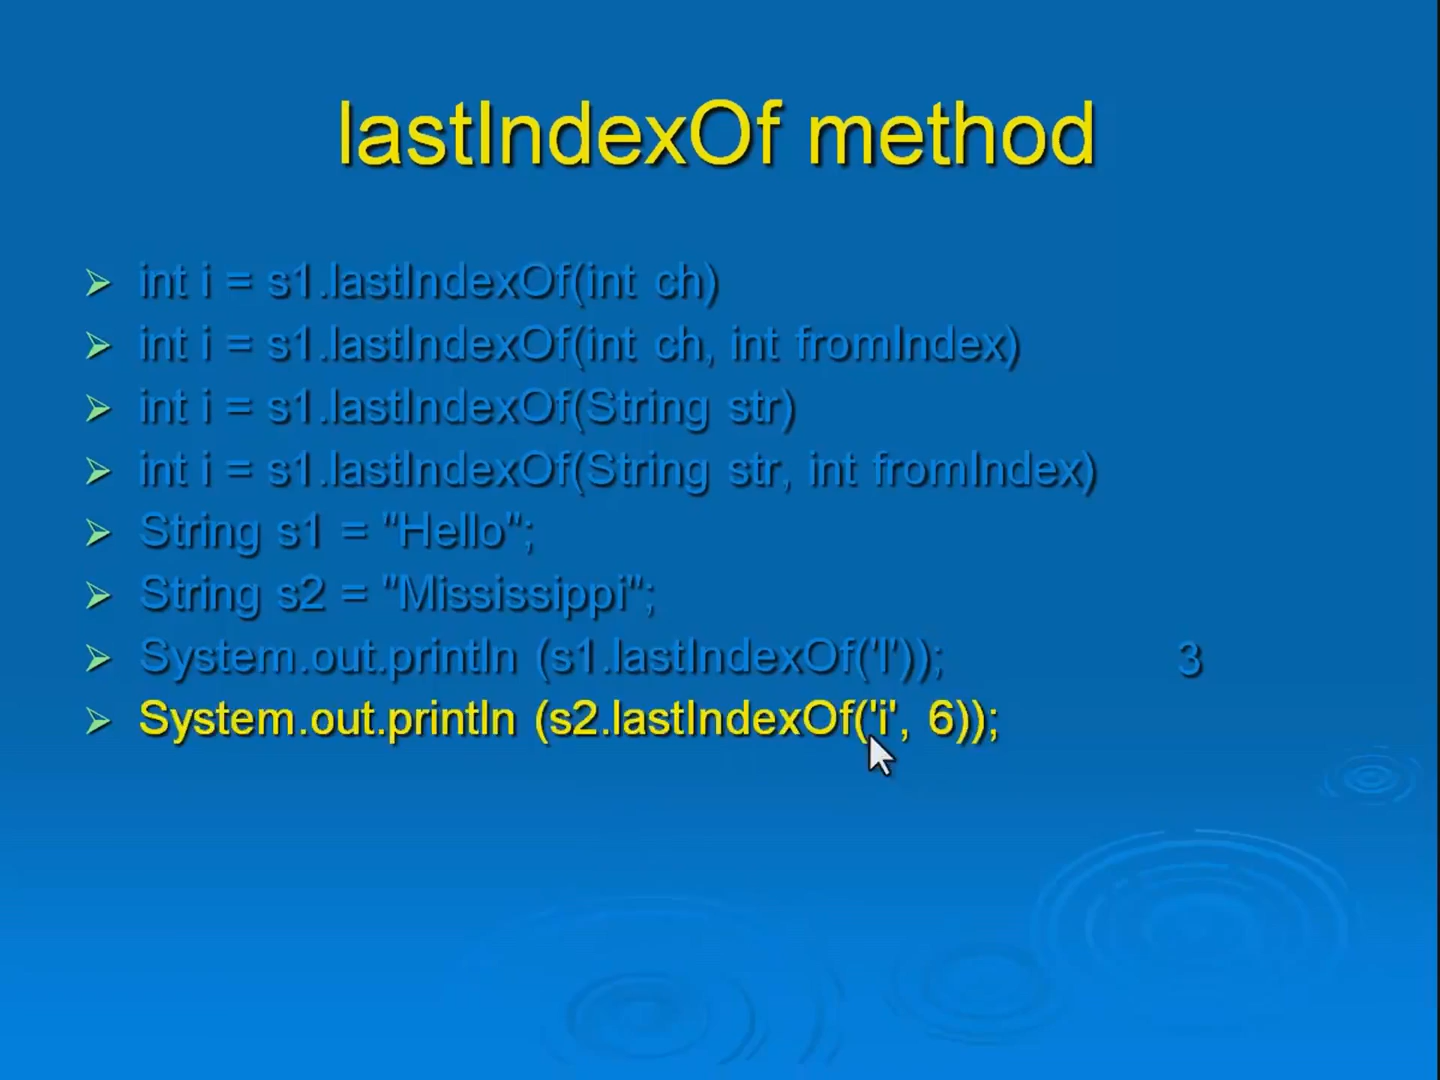 lastIndexOf method
int i = s1.lastIndexOf(int ch)
int i = s1.lastIndexOf(int ch, int fromIndex)
int i = s1.lastIndexOf(String str)
int i = s1.lastIndexOf(String str, int fromIndex)
String s1 = "Hello";
String s2 = "Mississippi";
System.out.println (s1.lastIndexOf('l')); 3
System.out.println (s2.lastIndexOf('i', 6));